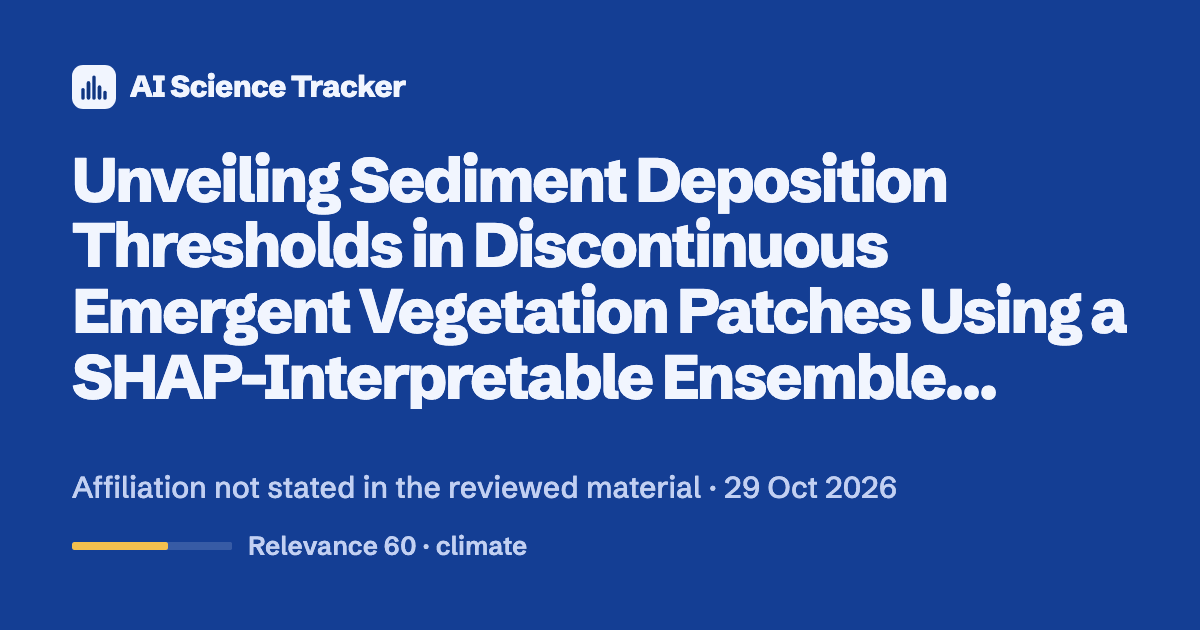 AI Science Tracker
Unveiling Sediment Deposition
Thresholds in Discontinuous
Emergent Vegetation Patches Using a
SHAP-Interpretable Ensemble...
Affiliation not stated in the reviewed material · 29 Oct 2026
Relevance 60 · climate